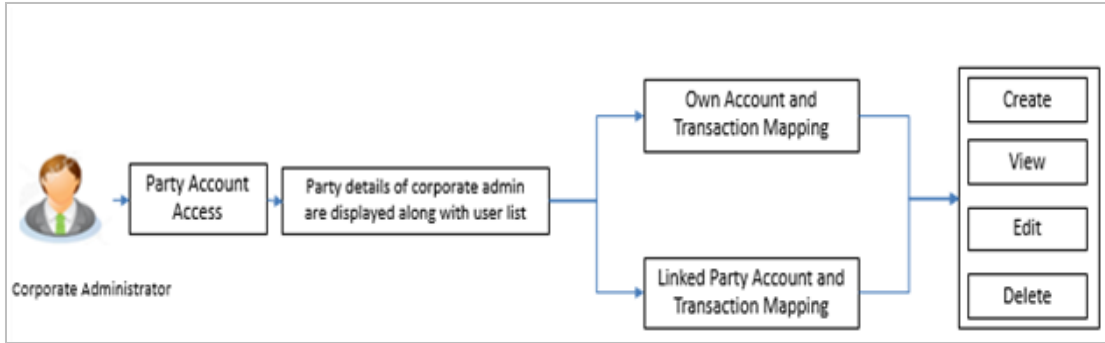 Corporate Administrator
Party Account
Access
Party details of corporate admin
are displayed along with user list
Own Account and
Transaction Mapping
Linked Party Account and
Transaction Mapping
Create
View
Edit
Delete